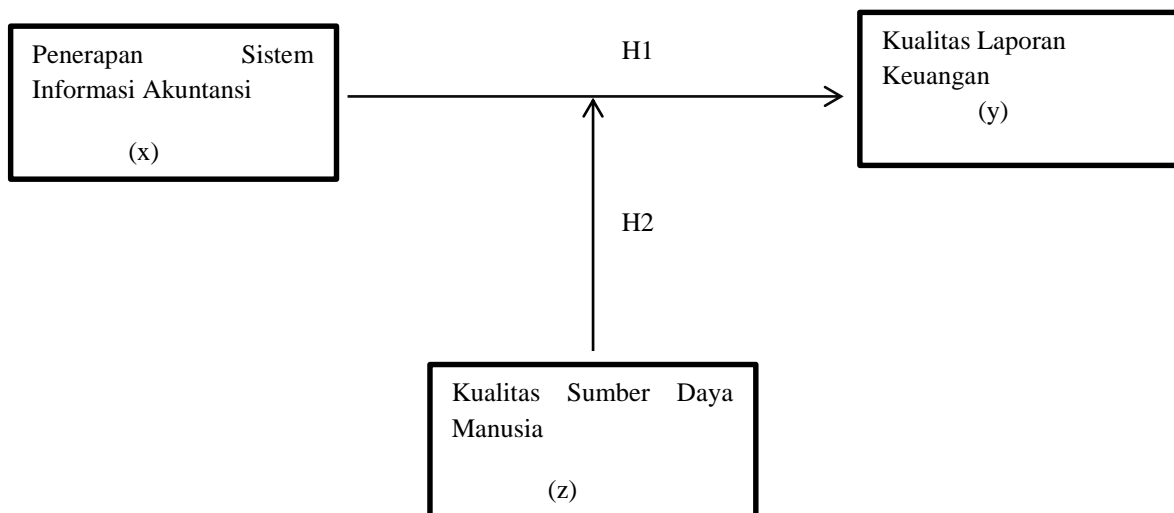 Penerapan Sistem
Informasi Akuntansi
(x)
H1
Kualitas Laporan
Keuangan
(y)
H2
Kualitas Sumber Daya
Manusia
(z)